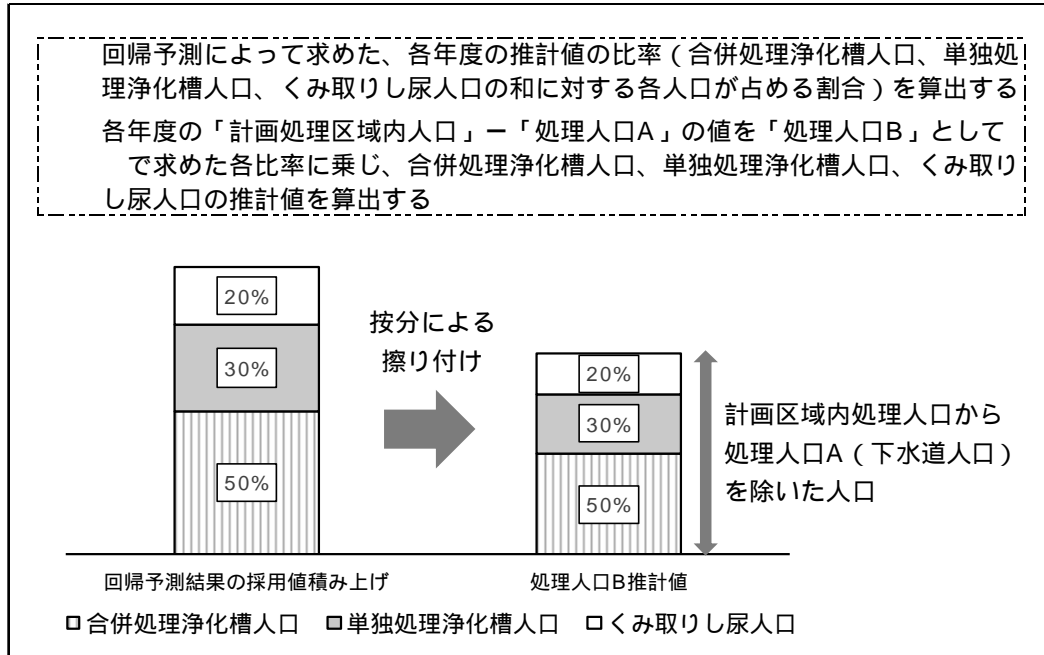 回帰予測によって求めた、各年度の推計値の比率(合併処理浄化槽人口、単独処
理浄化槽人口、くみ取りし尿人口の和に対する各人口が占める割合)を算出する
各年度の「計画処理区域内人口」ー「処理人口A」の値を「処理人口B」として
で求めた各比率に乗じ、合併処理浄化槽人口、単独処理浄化槽人口、くみ取り
し尿人口の推計値を算出する
20%
30%
50%
按分による
擦り付け
20%
30%
50%
計画区域内処理人口から
処理人口A(下水道人口)
を除いた人口
回帰予測結果の採用値積み上げ
処理人口B推計値
合併処理浄化槽人口 単独処理浄化槽人口 くみ取りし尿人口